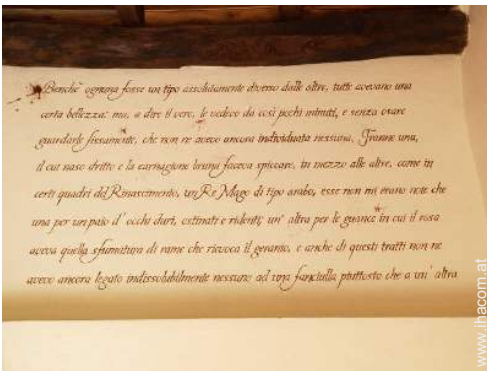 Benchè ognuna fosse un tipo assolutamente diverso dalle altre, tutte avevano una
certa bellezza: ma, a dire il vero, le vedevo da così pochi minuti, e senza osare
guardarle fissamente, che non ne avevo ancora individuata nessuna. Tranne una,
il cui naso dritto e la carnagione bruna faceva spiccare, in mezzo alle altre, come in
certi quadri del Rinascimento, un Re Mago di tipo arabo, esse non mi erano note che
una per un paio d'occhi duri, ostinati e ridenti; un'altra per le guance in cui il rosa
aveva quella sfumatura di rame che rievoca il geranio, e anche di questi tratti non ne
avevo ancora legato indissolubilmente nessuno ad una fanciulla piuttosto che a un'altra
www.ihacom.at